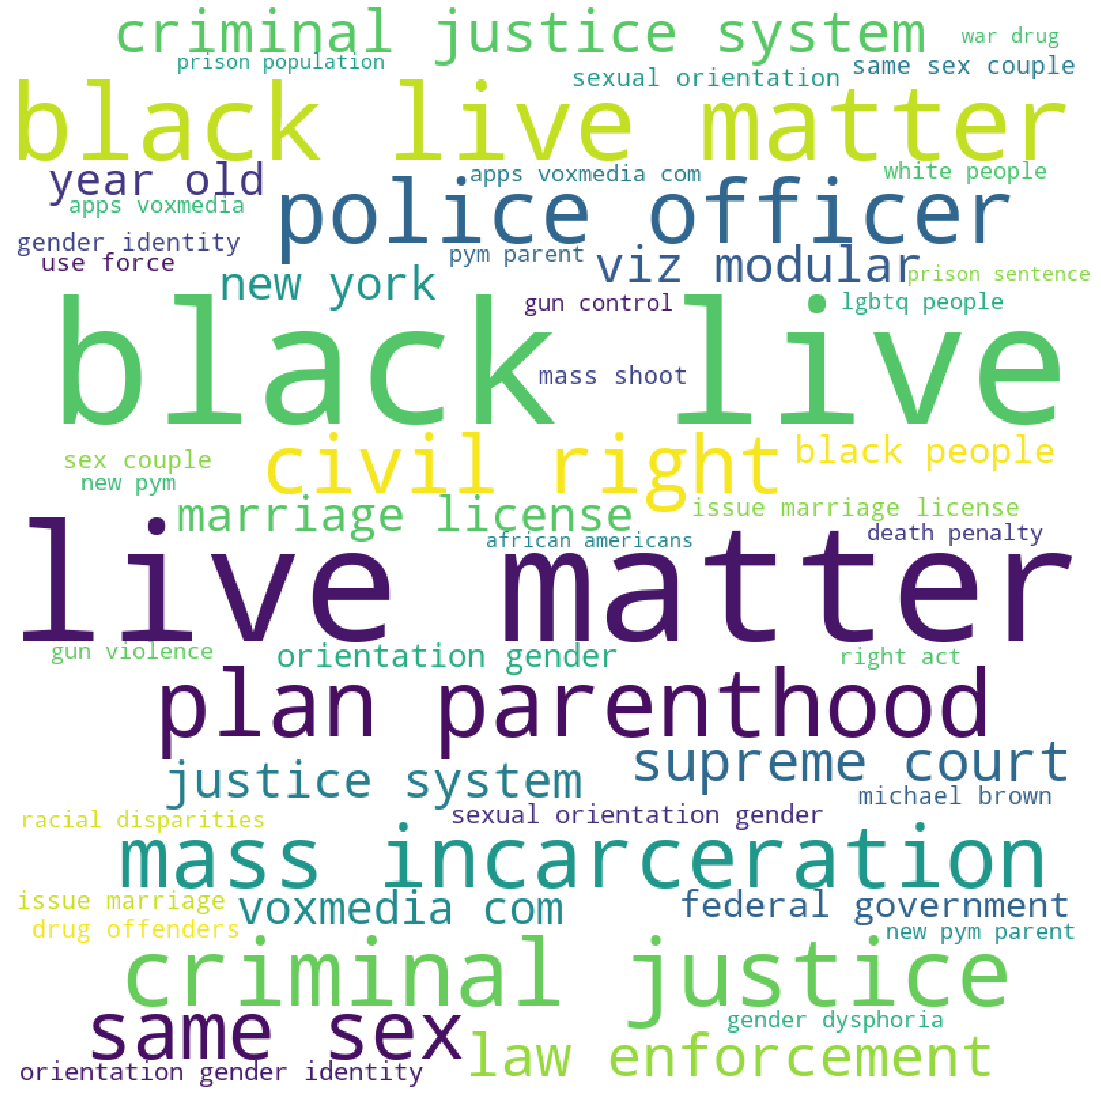 criminal justice system
war drug
prison population
sexual orientation
same sex couple
black live matter
year old
apps voxmedia com
white people
apps voxmedia
police officer
gender identity
use force
pym parent
viz modular
prison sentence
new york
gun control
lgbtq people
black live
mass shoot
civil right
black people
sex couple
new pym
marriage license
issue marriage license
african americans
death penalty
live matter
gun violence
orientation gender
right act
plan parenthood
supreme court
justice system
michael brown
racial disparities
sexual orientation gender
mass incarceration
issue marriage
voxmedia com
federal government
drug offenders
new pym parent
criminal justice
same sex
gender dysphoria
law enforcement
orientation gender identity